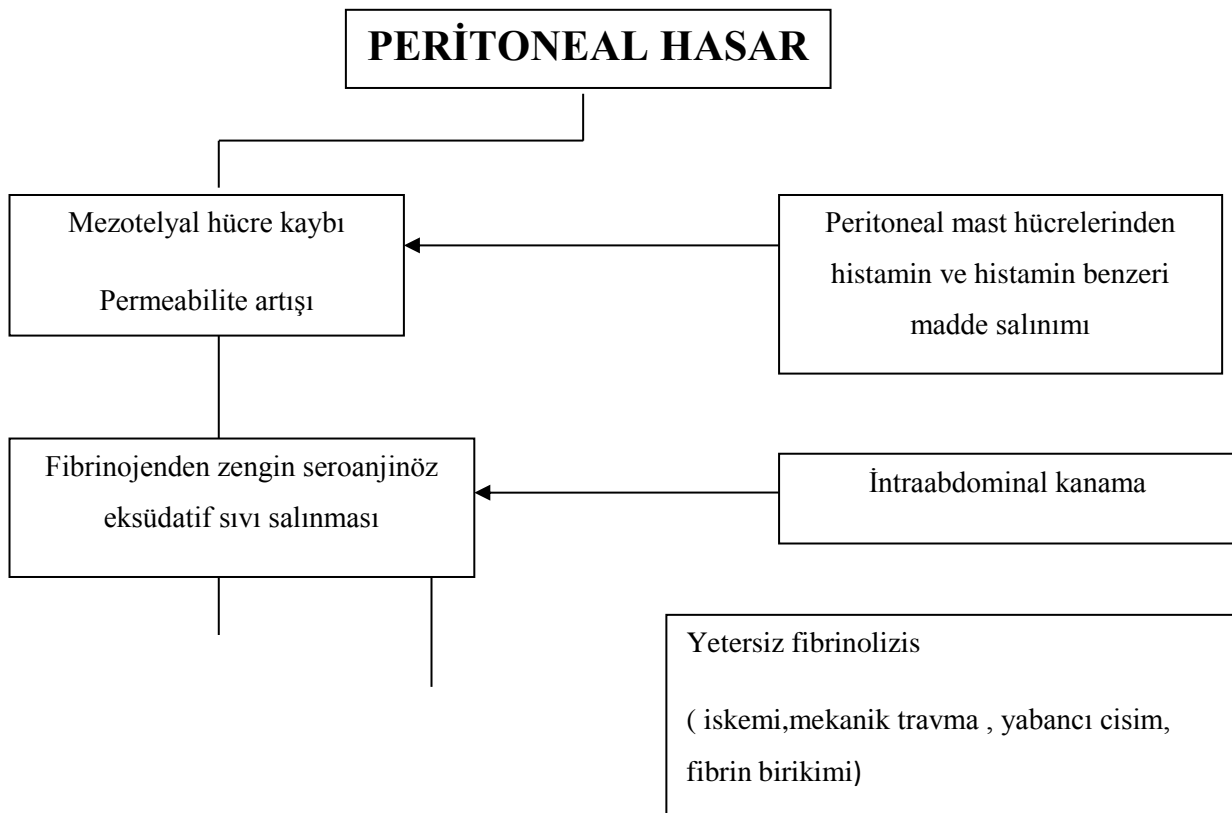 PERİTONEAL HASAR
Mezotelyal hücre kaybı
Permeabilite artışı
Peritoneal mast hücrelerinden
histamin ve histamin benzeri
madde salınımı
Fibrinojenden zengin seroanjinöz
eksüdatif sıvı salınması
İntraabdominal kanama
Yetersiz fibrinolizis
( iskemi,mekanik travma , yabancı cisim,
fibrin birikimi)